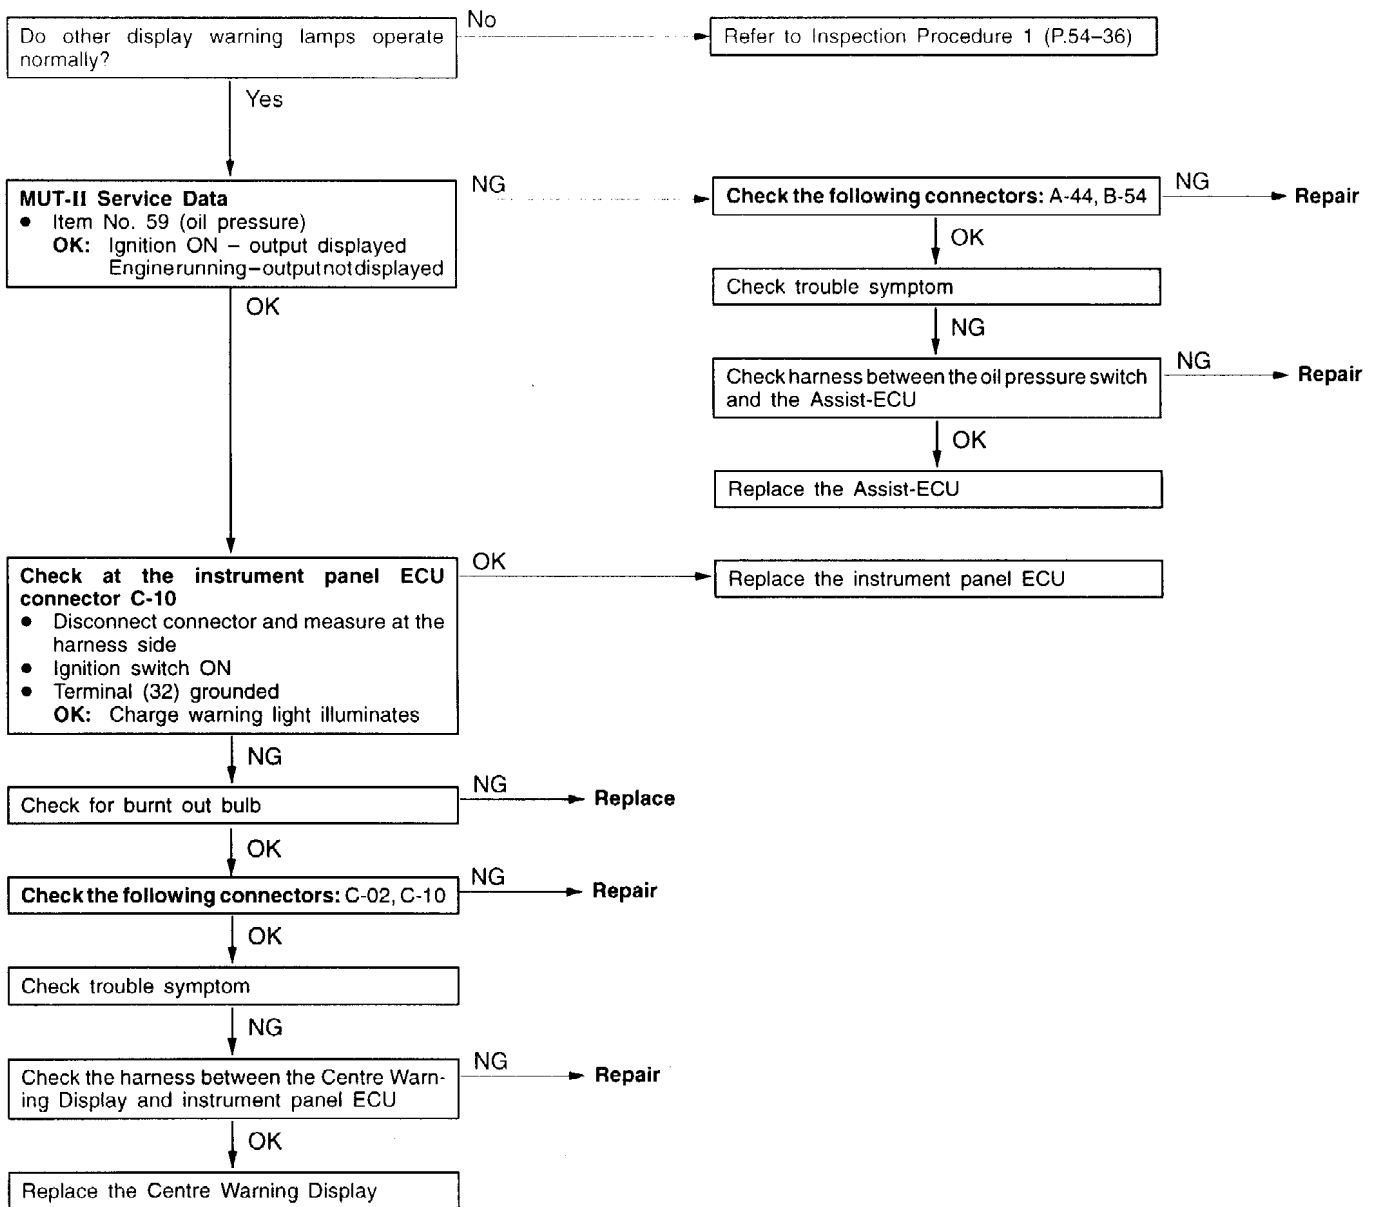 Do other display warning lamps operate
normally?
No
Refer to Inspection Procedure 1 (P.54–36)
Yes
MUT-II Service Data
● Item No. 59 (oil pressure)
OK: Ignition ON – output displayed
Engine running – output not displayed
NG
Check the following connectors: A-44, B-54
NG
Repair
OK
Check trouble symptom
NG
Check harness between the oil pressure switch
and the Assist-ECU
NG
Repair
OK
Replace the Assist-ECU
OK
Check at the instrument panel ECU
connector C-10
● Disconnect connector and measure at the
harness side
● Ignition switch ON
● Terminal (32) grounded
OK: Charge warning light illuminates
OK
Replace the instrument panel ECU
NG
Check for burnt out bulb
NG
Replace
OK
Check the following connectors: C-02, C-10
NG
Repair
OK
Check trouble symptom
NG
Check the harness between the Centre Warn-
ing Display and instrument panel ECU
NG
Repair
OK
Replace the Centre Warning Display